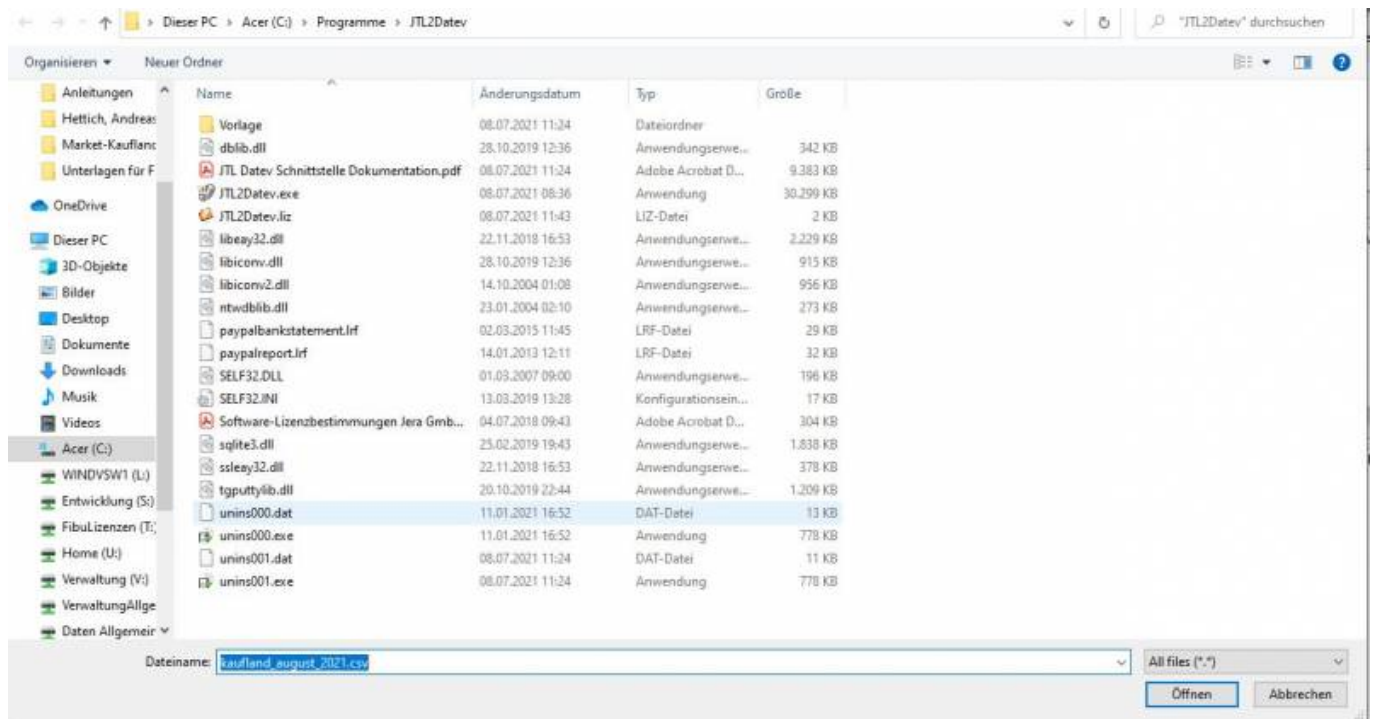 Dieser PC > Acer (C:) > Programme > JTL2Datev
"JTL2Datev" durchsuchen
Organisieren Neuer Ordner
Anleitungen
Hettich, Andreas
Market-Kaufland
Unterlagen für F
OneDrive
Dieser PC
3D-Objekte
Bilder
Desktop
Dokumente
Downloads
Musik
Videos
Acer (C:)
WINDVSW1 (L:)
Entwicklung (S:)
FibuLizenzen (T:)
Home (U:)
Verwaltung (V:)
VerwaltungAllge
Daten Allgemeir
Name Änderungsdatum Typ Größe
Vorlage 08.07.2021 11:24 Dateiordner
dblib.dll 28.10.2019 12:36 Anwendungserwe... 342 KB
JTL Datev Schnittstelle Dokumentation.pdf 08.07.2021 11:24 Adobe Acrobat D... 9.383 KB
JTL2Datev.exe 08.07.2021 08:36 Anwendung 30.299 KB
JTL2Datev.liz 08.07.2021 11:43 LIZ-Datei 2 KB
libeay32.dll 22.11.2018 16:53 Anwendungserwe... 2.229 KB
libiconv.dll 28.10.2019 12:36 Anwendungserwe... 915 KB
libiconv2.dll 14.10.2004 01:08 Anwendungserwe... 956 KB
ntwdblib.dll 23.01.2004 02:10 Anwendungserwe... 273 KB
paypalbankstatement.lrf 02.03.2015 11:45 LRF-Datei 29 KB
paypalreport.lrf 14.01.2013 12:11 LRF-Datei 32 KB
SELF32.DLL 01.03.2007 09:00 Anwendungserwe... 196 KB
SELF32.INI 13.03.2019 13:28 Konfigurationsein... 17 KB
Software-Lizenzbestimmungen Jera Gmb... 04.07.2018 09:43 Adobe Acrobat D... 304 KB
sqlite3.dll 25.02.2019 19:43 Anwendungserwe... 1.838 KB
ssleay32.dll 22.11.2018 16:53 Anwendungserwe... 378 KB
tgputtylib.dll 20.10.2019 22:44 Anwendungserwe... 1.209 KB
unins000.dat 11.01.2021 16:52 DAT-Datei 13 KB
unins000.exe 11.01.2021 16:52 Anwendung 778 KB
unins001.dat 08.07.2021 11:24 DAT-Datei 11 KB
unins001.exe 08.07.2021 11:24 Anwendung 778 KB
Dateiname: kaufland_august_2021.csv All files (*.*)
Öffnen Abbrechen